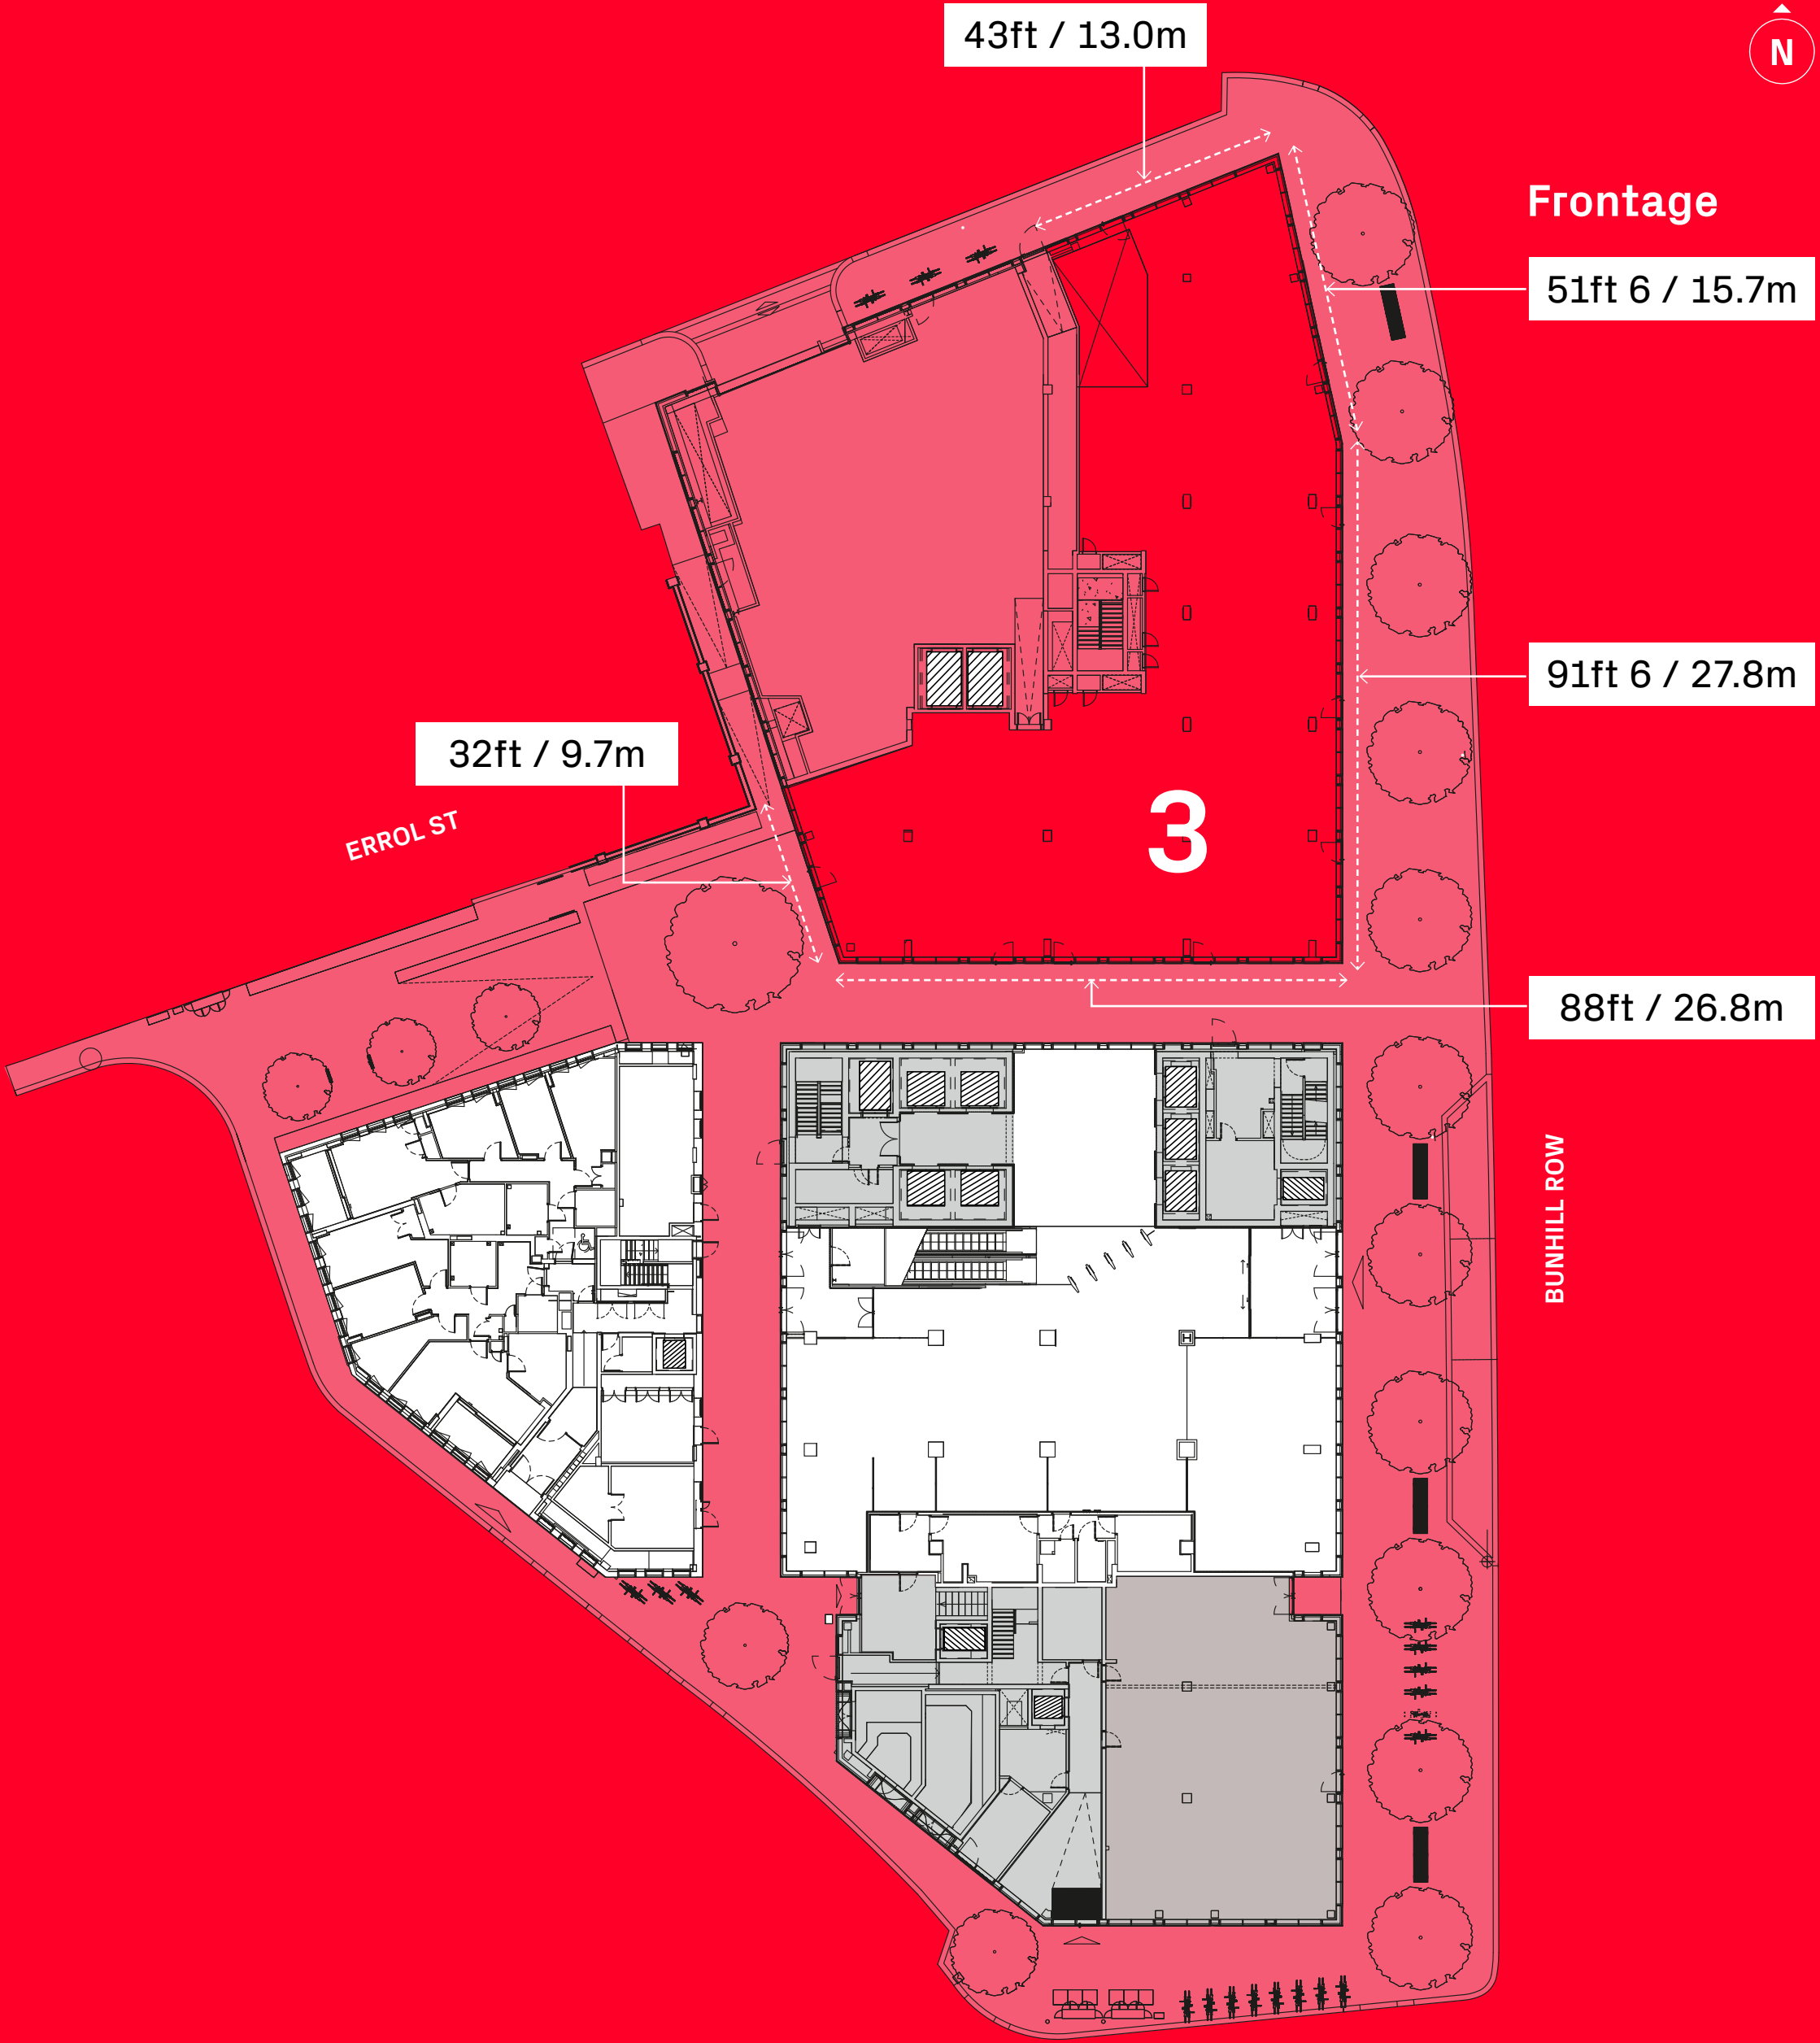 43ft / 13.0m
N
Frontage
51ft 6 / 15.7m
91ft 6 / 27.8m
32ft / 9.7m
3
ERROL ST
88ft / 26.8m
BUNHILL ROW